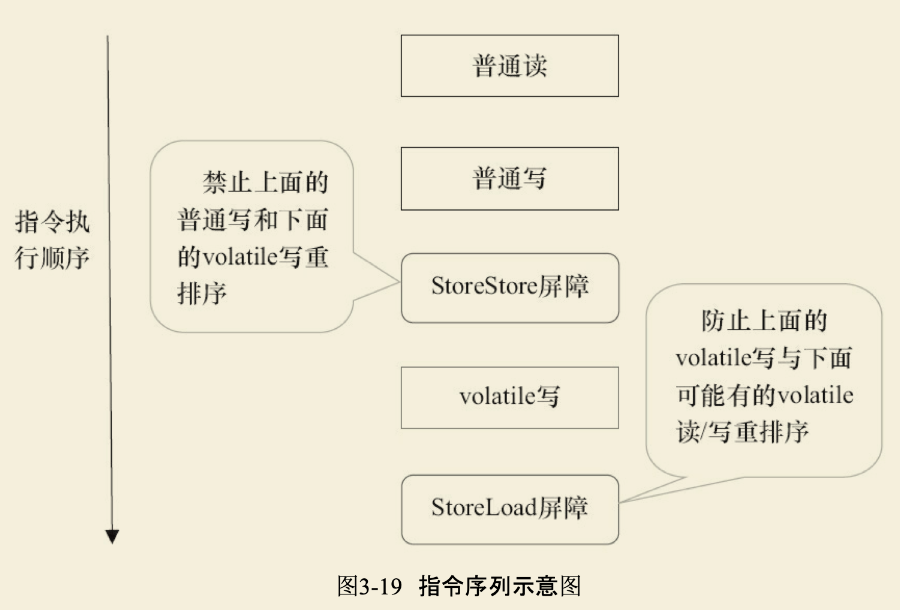 普通读
普通写
禁止上面的
普通写和下面
的volatile写重
排序
指令执
行顺序
StoreStore屏障
防止上面的
volatile写与下面
可能有的volatile
读/写重排序
volatile写
StoreLoad屏障
图3-19 指令序列示意图